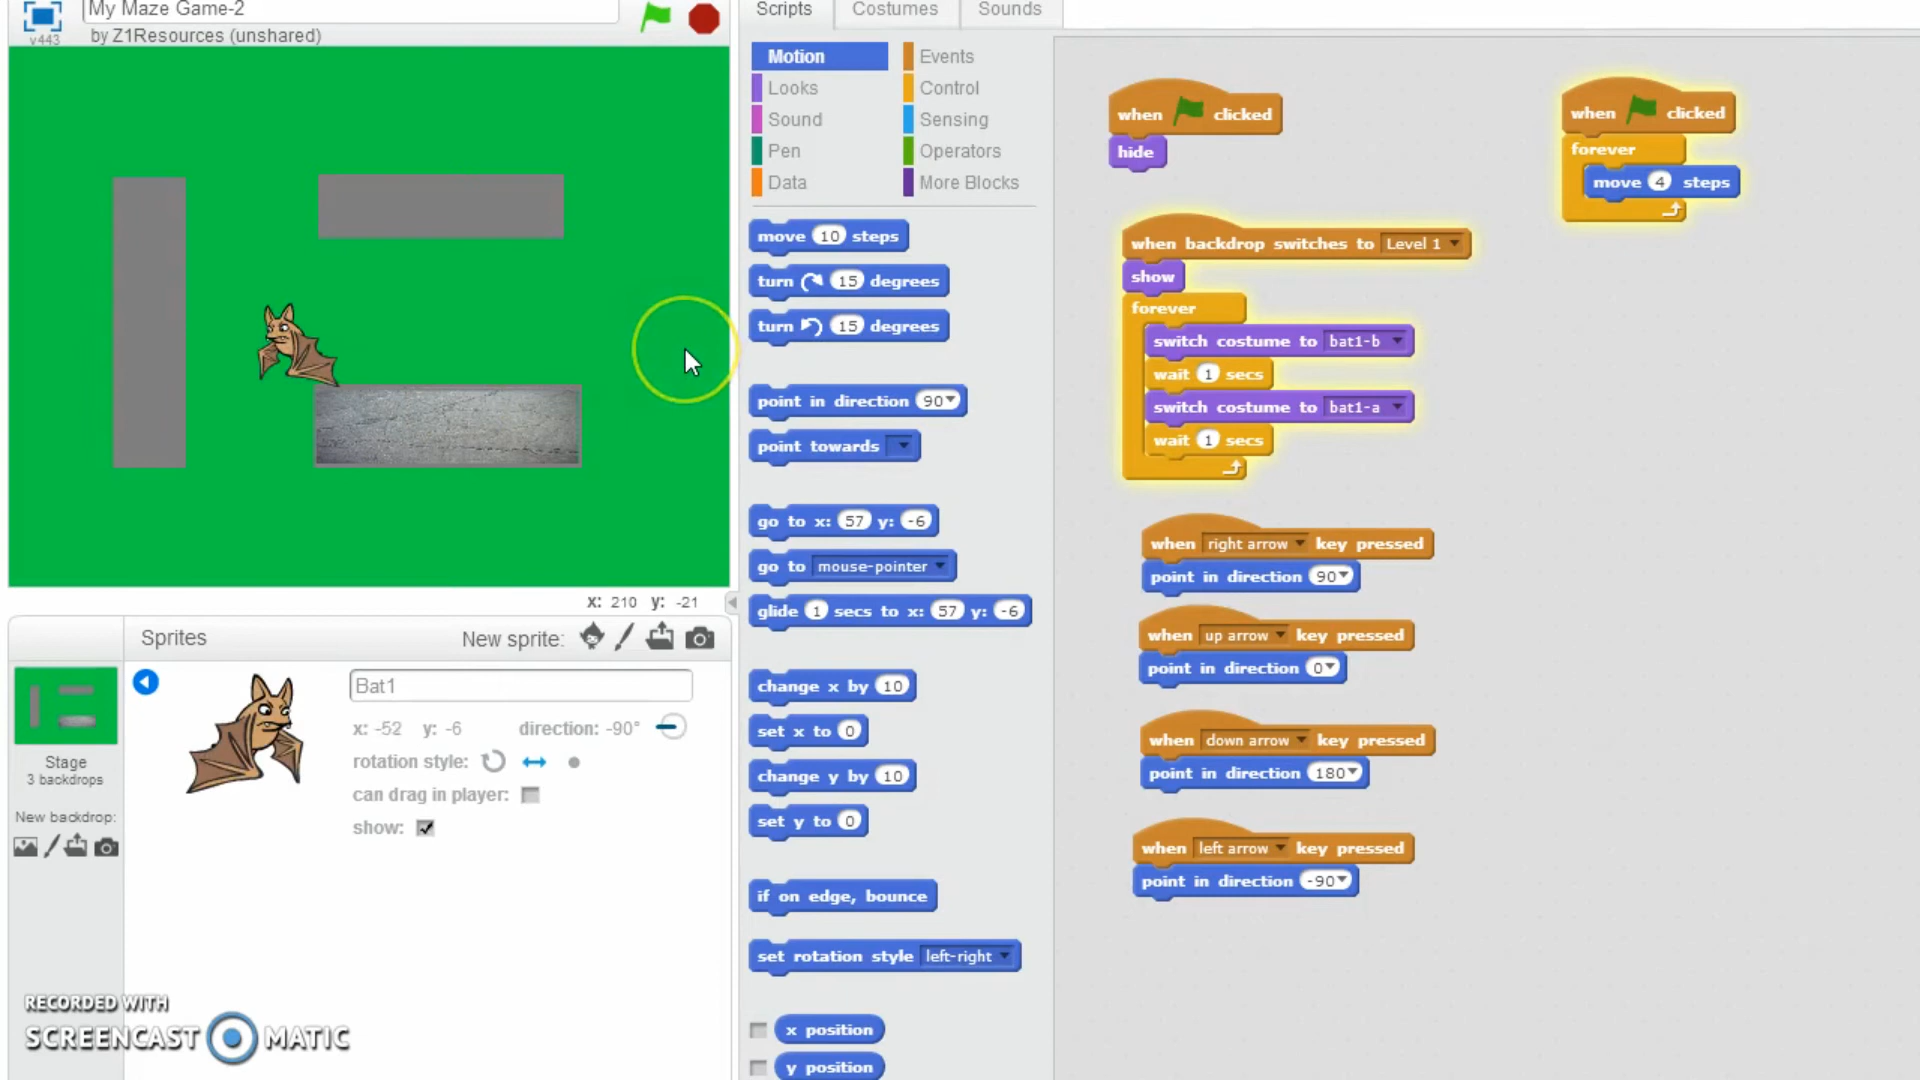 My Maze Game-2
v443
by Z1Resources (unshared)
x: 210 y: -21
Sprites
New sprite:
Stage
3 backdrops
New backdrop:
Bat1
x: -52 y: -6 direction: -90°
rotation style:
can drag in player:
show:
RECORDED WITH
SCREENCAST MATIC
Scripts
Costumes
Sounds
Motion
Events
Looks
Control
Sound
Sensing
Pen
Operators
Data
More Blocks
move 10 steps
turn 15 degrees
turn 15 degrees
point in direction 90
point towards
go to x: 57 y: -6
go to mouse-pointer
glide 1 secs to x: 57 y: -6
change x by 10
set x to 0
change y by 10
set y to 0
if on edge, bounce
set rotation style left-right
x position
y position
when clicked
hide
when backdrop switches to Level 1
show
forever
switch costume to bat1-b
wait 1 secs
switch costume to bat1-a
wait 1 secs
when right arrow key pressed
point in direction 90
when up arrow key pressed
point in direction 0
when down arrow key pressed
point in direction 180
when left arrow key pressed
point in direction -90
when clicked
forever
move 4 steps